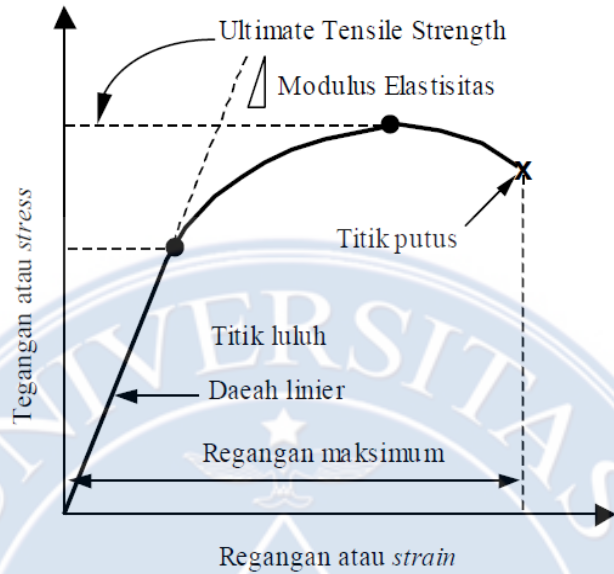 Ultimate Tensile Strength
Modulus Elastisitas
Titik putus
Tegangan atau stress
Titik luluh
Daeah linier
Regangan maksimum
Regangan atau strain
x
UNIVERSITAS